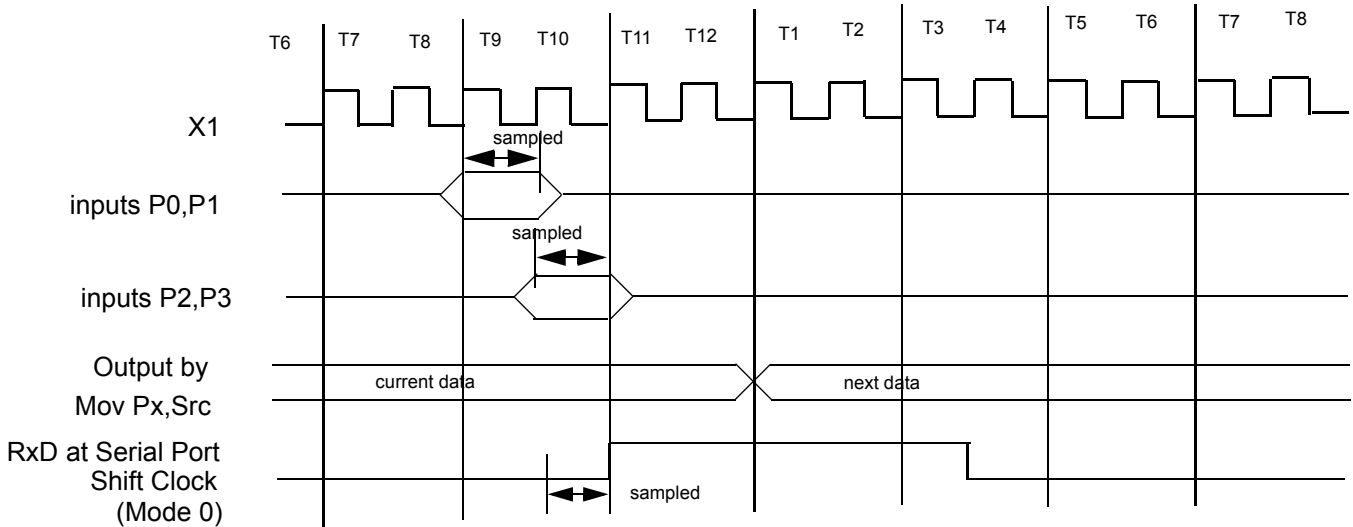 T6 T7 T8 T9 T10 T11 T12 T1 T2 T3 T4 T5 T6 T7 T8
X1
sampled
inputs P0,P1
sampled
inputs P2,P3
Output by
current data next data
Mov Px,Src
RxD at Serial Port
Shift Clock
sampled
(Mode 0)